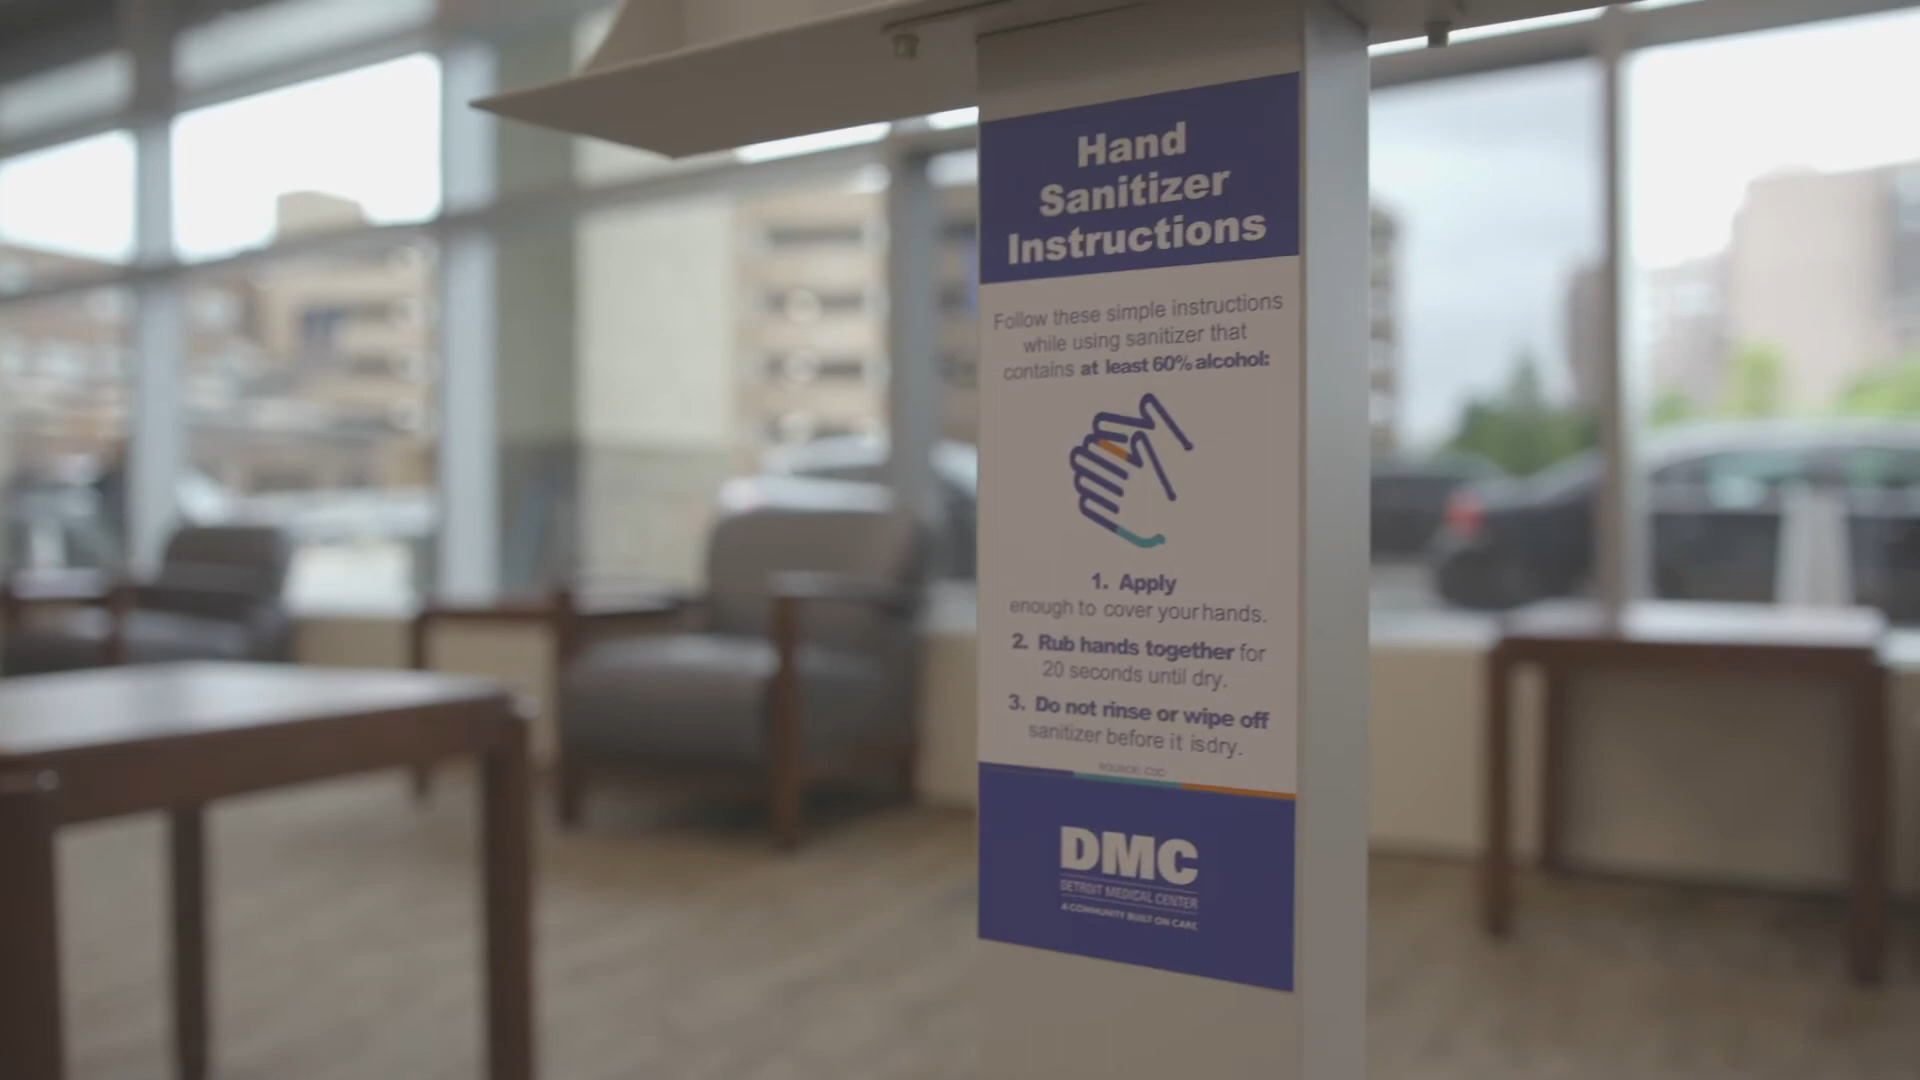 Hand
Sanitizer
Instructions
Follow these simple instructions
while using sanitizer that
contains at least 60% alcohol:
1. Apply
enough to cover your hands.
2. Rub hands together for
20 seconds until dry.
3. Do not rinse or wipe off
sanitizer before it is dry.
SOURCE: CDC
DMC
DETROIT MEDICAL CENTER
A COMMUNITY BUILT ON CARE